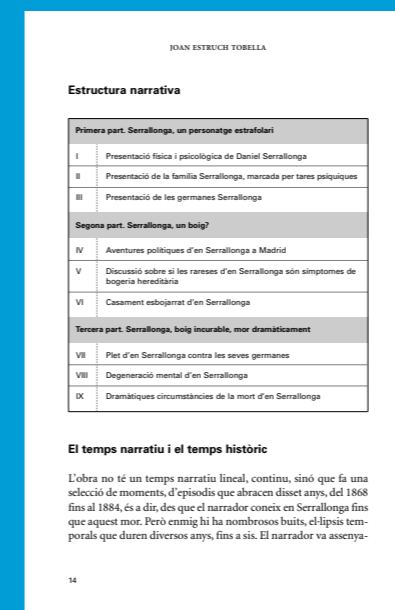 JOAN ESTRUCH TOBELLA
Estructura narrativa
Primera part. Serrallonga, un personatge estrafolari
I Presentació física i psicològica de Daniel Serrallonga
II Presentació de la família Serrallonga, marcada per tares psíquiques
III Presentació de les germanes Serrallonga
Segona part. Serrallonga, un boig?
IV Aventures polítiques d'en Serrallonga a Madrid
V Discussió sobre si les rareses d'en Serrallonga són símptomes de
bogeria hereditària
VI Casament esbojarrat d'en Serrallonga
Tercera part. Serrallonga, boig incurable, mor dramàticament
VII Plet d'en Serrallonga contra les seves germanes
VIII Degeneració mental d'en Serrallonga
IX Dramàtiques circumstàncies de la mort d'en Serrallonga
El temps narratiu i el temps històric
L'obra no té un temps narratiu lineal, continu, sinó que fa una
selecció de moments, d'episodis que abracen disset anys, del 1868
fins al 1884, és a dir, des que el narrador coneix en Serrallonga fins
que aquest mor. Però enmig hi ha nombrosos buits, el·lipsis tem-
porals que duren diversos anys, fins a sis. El narrador va assenya-
14